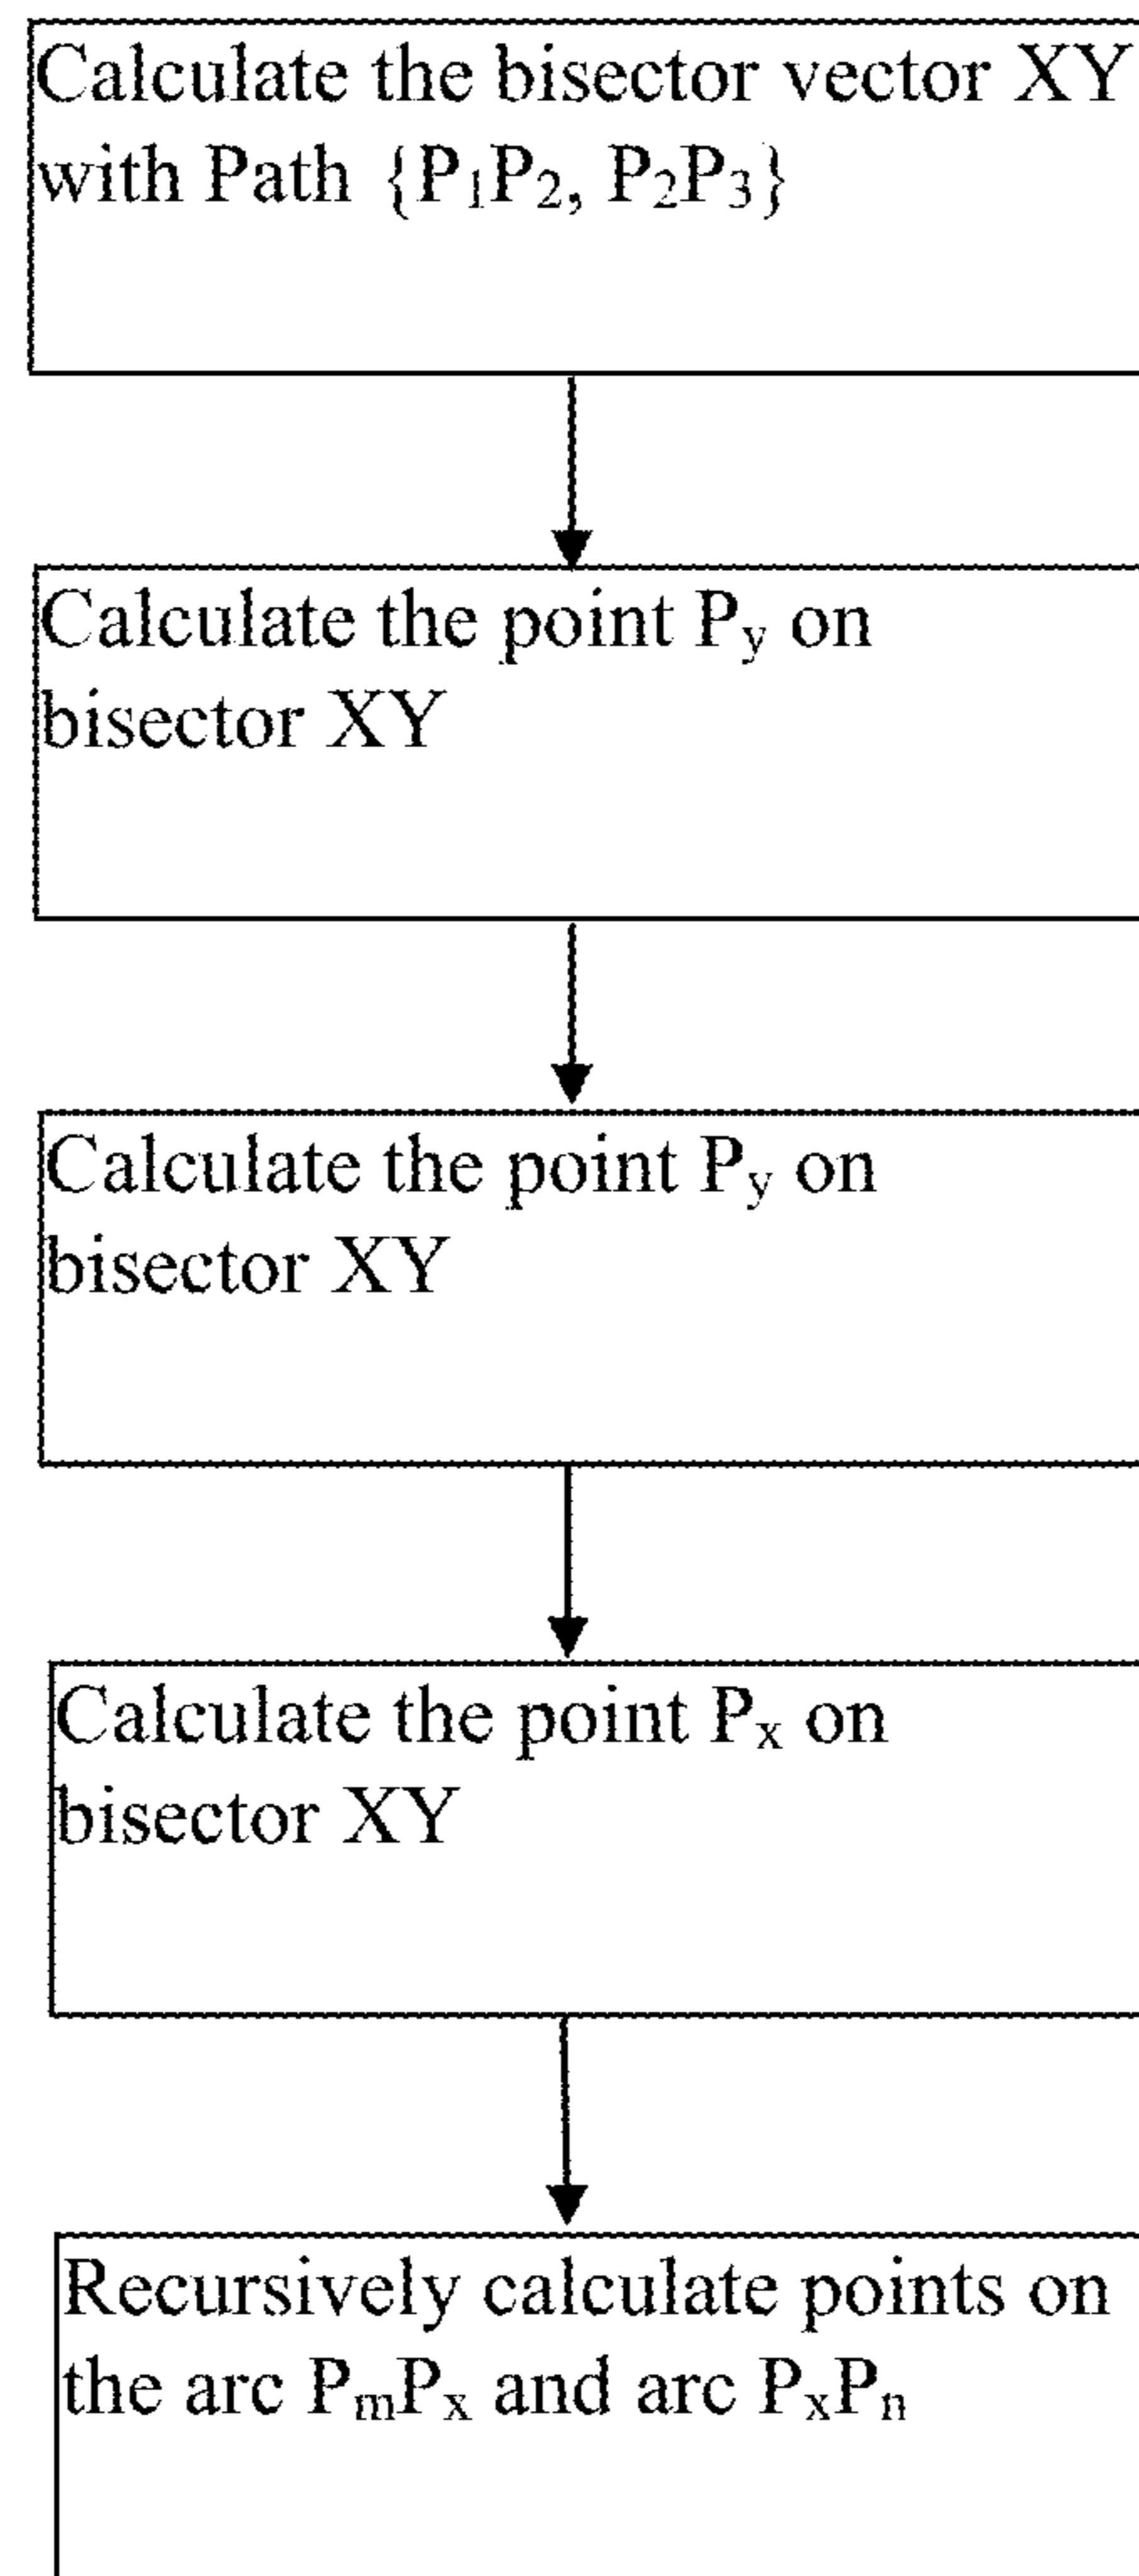 Calculate the bisector vector XY
with Path {P₁P₂, P₂P₃}
Calculate the point Pᵧ on
bisector XY
Calculate the point Pᵧ on
bisector XY
Calculate the point Pₓ on
bisector XY
Recursively calculate points on
the arc PₘPₓ and arc PₓPₙ